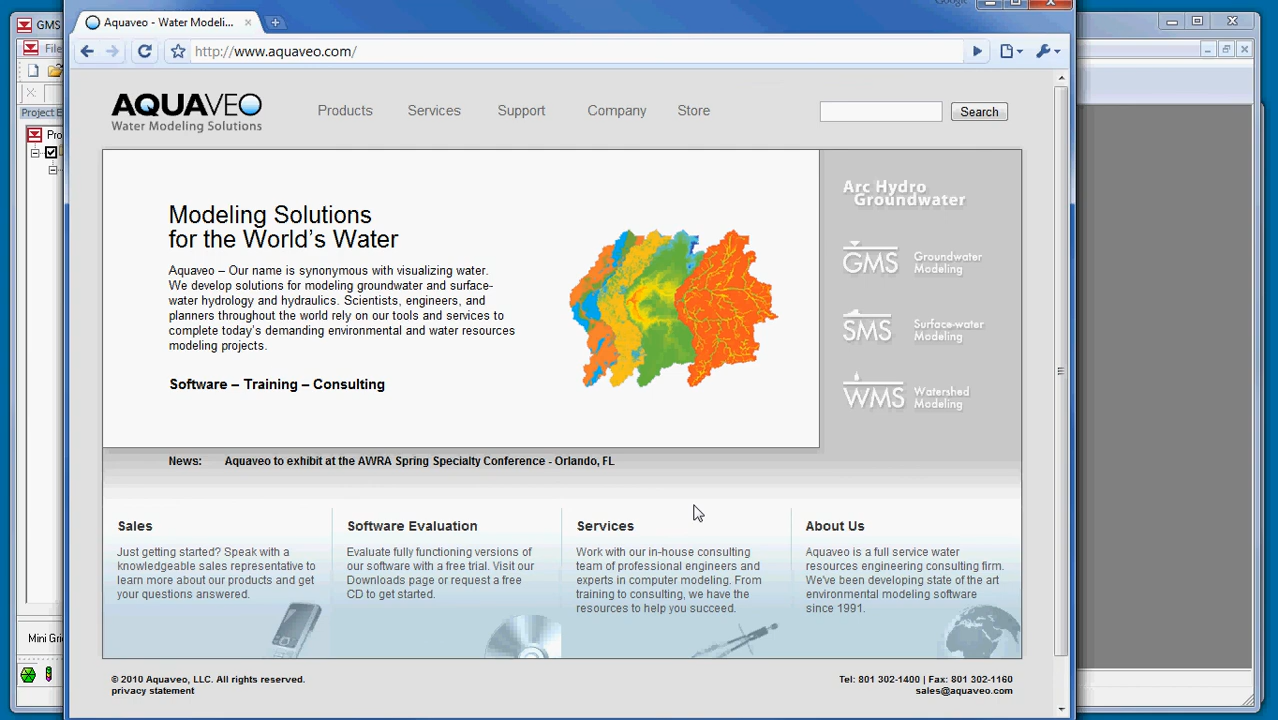 GMS
Google
Aquaveo - Water Modeli...
http://www.aquaveo.com/
File
Project E
Pro
AQUAVEO
Water Modeling Solutions
Products
Services
Support
Company
Store
Search
Modeling Solutions
for the World's Water
Aquaveo – Our name is synonymous with visualizing water.
We develop solutions for modeling groundwater and surface-
water hydrology and hydraulics. Scientists, engineers, and
planners throughout the world rely on our tools and services to
complete today's demanding environmental and water resources
modeling projects.
Software – Training – Consulting
Arc Hydro
Groundwater
GMS Groundwater
Modeling
SMS Surface-water
Modeling
WMS Watershed
Modeling
News: Aquaveo to exhibit at the AWRA Spring Specialty Conference - Orlando, FL
Sales
Just getting started? Speak with a
knowledgeable sales representative to
learn more about our products and get
your questions answered.
Software Evaluation
Evaluate fully functioning versions of
our software with a free trial. Visit our
Downloads page or request a free
CD to get started.
Services
Work with our in-house consulting
team of professional engineers and
experts in computer modeling. From
training to consulting, we have the
resources to help you succeed.
About Us
Aquaveo is a full service water
resources engineering consulting firm.
We've been developing state of the art
environmental modeling software
since 1991.
Mini Gri
© 2010 Aquaveo, LLC. All rights reserved.
privacy statement
Tel: 801 302-1400 | Fax: 801 302-1160
sales@aquaveo.com